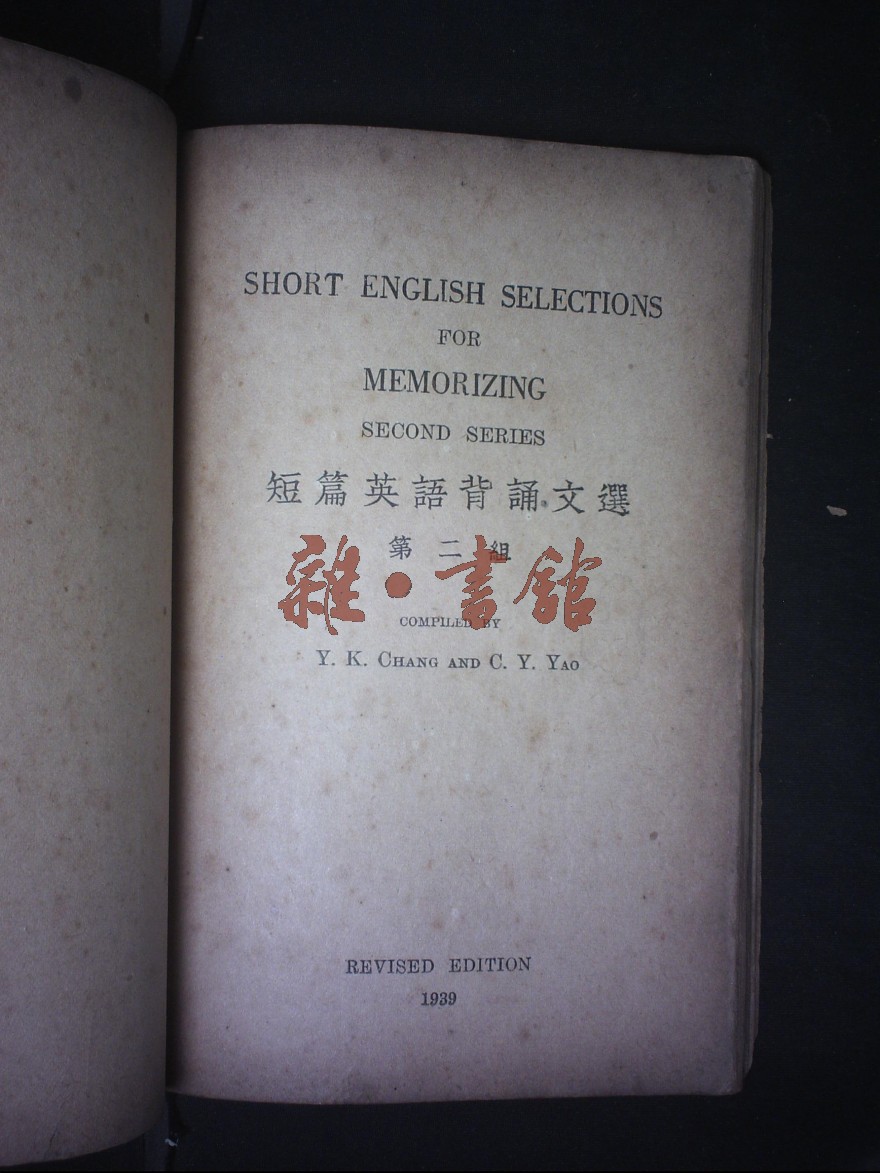 SHORT ENGLISH SELECTIONS
FOR
MEMORIZING
SECOND SERIES
短篇英語背誦文選
第二組
雜·書館
COMPILED BY
Y. K. CHANG AND C. Y. YAO
REVISED EDITION
1939